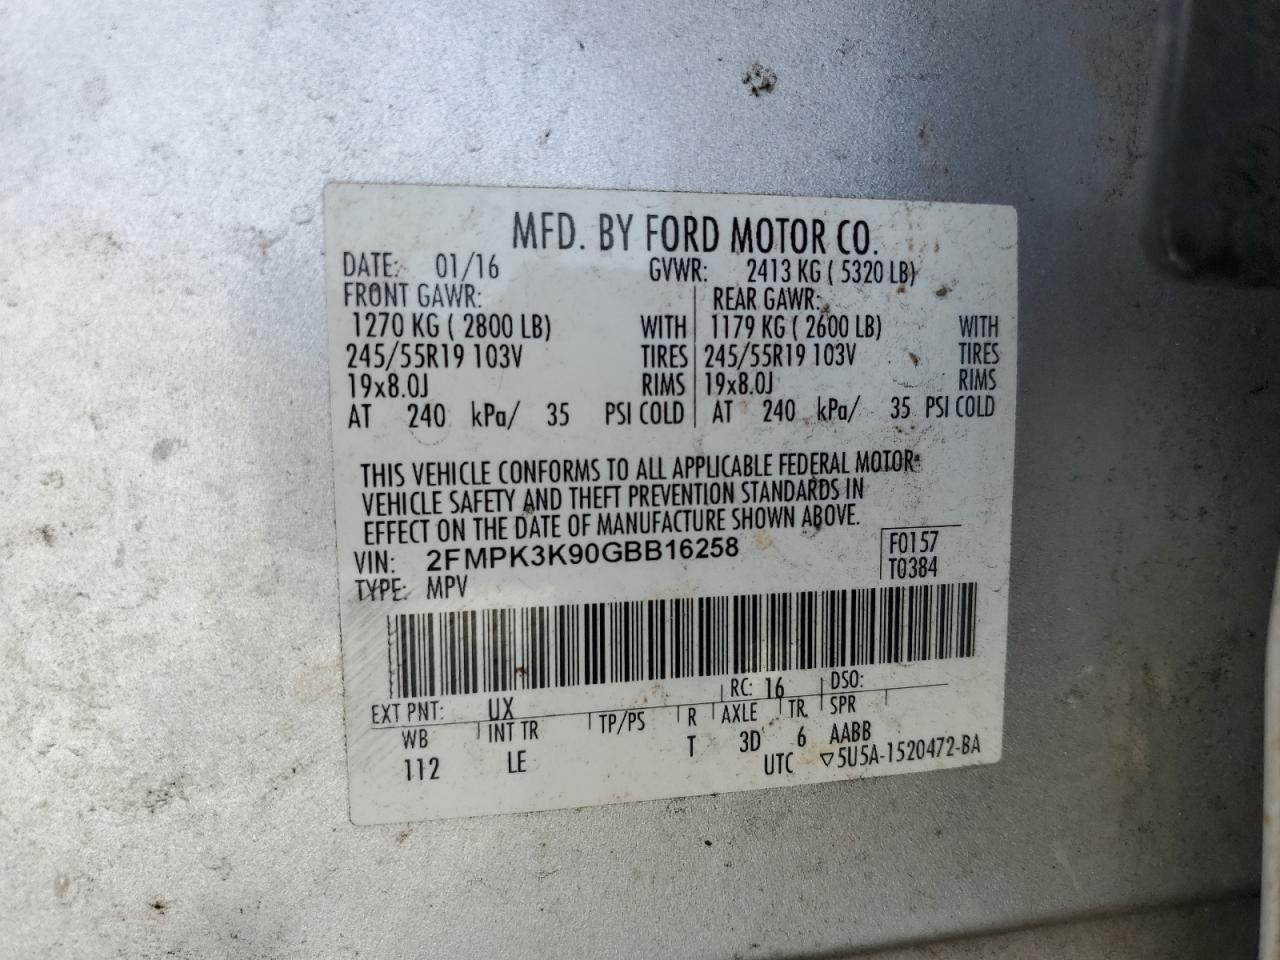 MFD. BY FORD MOTOR CO.
DATE: 01/16 GVWR: 2413 KG ( 5320 LB)
FRONT GAWR: REAR GAWR:
1270 KG ( 2800 LB) WITH 1179 KG ( 2600 LB) WITH
245/55R19 103V TIRES 245/55R19 103V TIRES
19x8.0J RIMS 19x8.0J RIMS
AT 240 kPa/ 35 PSI COLD AT 240 kPa/ 35 PSI COLD
THIS VEHICLE CONFORMS TO ALL APPLICABLE FEDERAL MOTOR
VEHICLE SAFETY AND THEFT PREVENTION STANDARDS IN
EFFECT ON THE DATE OF MANUFACTURE SHOWN ABOVE.
VIN: 2FMPK3K90GBB16258 F0157
TYPE: MPV T0384
RC: 16 DSO:
EXT PNT: UX
WB INT TR TP/PS R AXLE TR SPR
112 LE T 3D 6 AABB
UTC ▽5U5A-1520472-BA